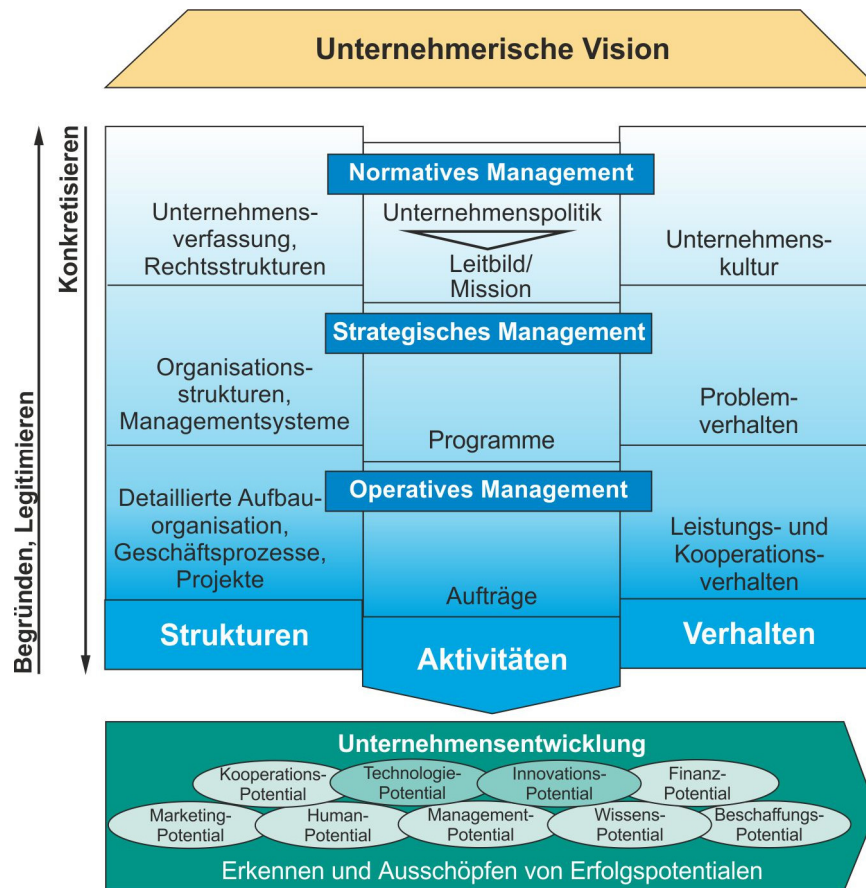 Unternehmerische Vision
Begründen, Legitimieren
Konkretisieren
Normatives Management
Unternehmens-
verfassung,
Rechtsstrukturen
Unternehmenspolitik
Leitbild/
Mission
Unternehmens-
kultur
Strategisches Management
Organisations-
strukturen,
Managementsysteme
Programme
Problem-
verhalten
Operatives Management
Detaillierte Aufbau-
organisation,
Geschäftsprozesse,
Projekte
Aufträge
Leistungs- und
Kooperations-
verhalten
Strukturen
Aktivitäten
Verhalten
Unternehmensentwicklung
Kooperations-
Potential
Technologie-
Potential
Innovations-
Potential
Finanz-
Potential
Marketing-
Potential
Human-
Potential
Management-
Potential
Wissens-
Potential
Beschaffungs-
Potential
Erkennen und Ausschöpfen von Erfolgspotentialen